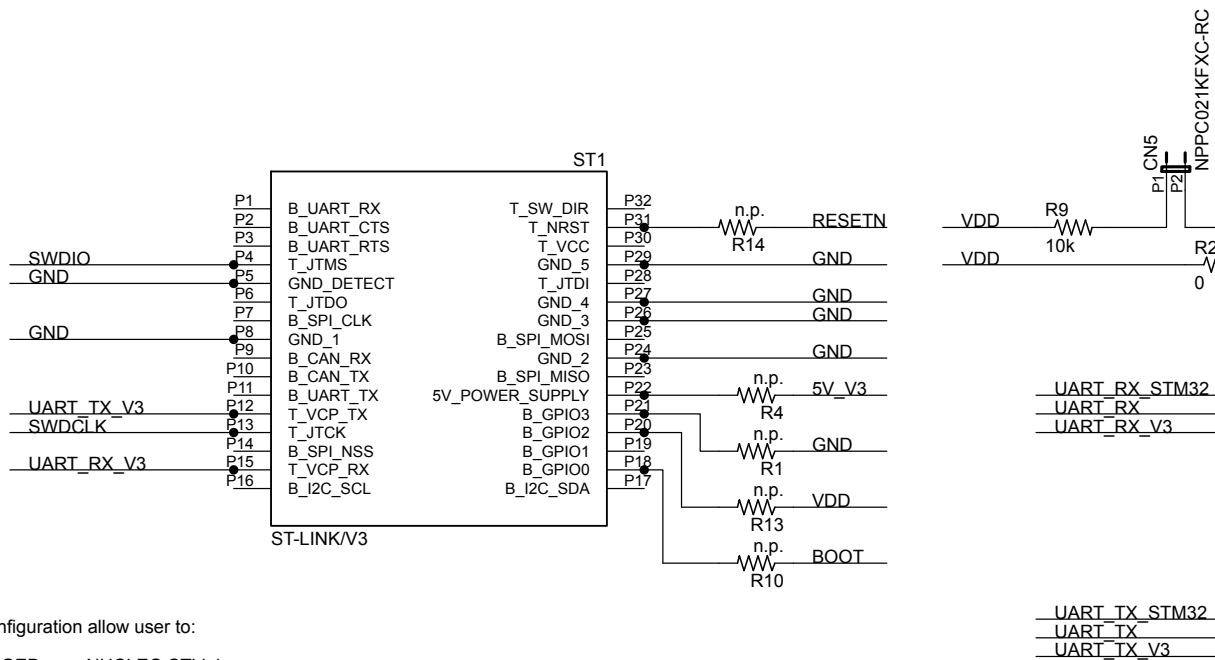 NPPC021KFXC-RC
CN5
P1
P2
ST1
P1 B_UART_RX T_SW_DIR P32
P2 B_UART_CTS T_NRST P31 n.p. R14 RESETN
P3 B_UART_RTS T_VCC P30
SWDIO P4 T_JTMS GND_5 P29 GND
GND P5 GND_DETECT T_JTDI P28
P6 T_JTDO GND_4 P27 GND
P7 B_SPI_CLK GND_3 P26 GND
GND P8 GND_1 B_SPI_MOSI P25
P9 B_CAN_RX GND_2 P24 GND
P10 B_CAN_TX B_SPI_MISO P23
P11 B_UART_TX 5V_POWER_SUPPLY P22 n.p. R4 5V_V3
UART_TX_V3 P12 T_VCP_TX B_GPIO3 P21
SWDCLK P13 T_JTCK B_GPIO2 P20
P14 B_SPI_NSS B_GPIO1 P19
UART_RX_V3 P15 T_VCP_RX B_GPIO0 P18
P16 B_I2C_SCL B_I2C_SDA P17
ST-LINK/V3
n.p. R1 GND
n.p. R13 VDD
n.p. R10 BOOT
VDD R9 10k
VDD
0
UART_RX_STM32
UART_RX
UART_RX_V3
UART_TX_STM32
UART_TX
UART_TX_V3
nfiguration allow user to: